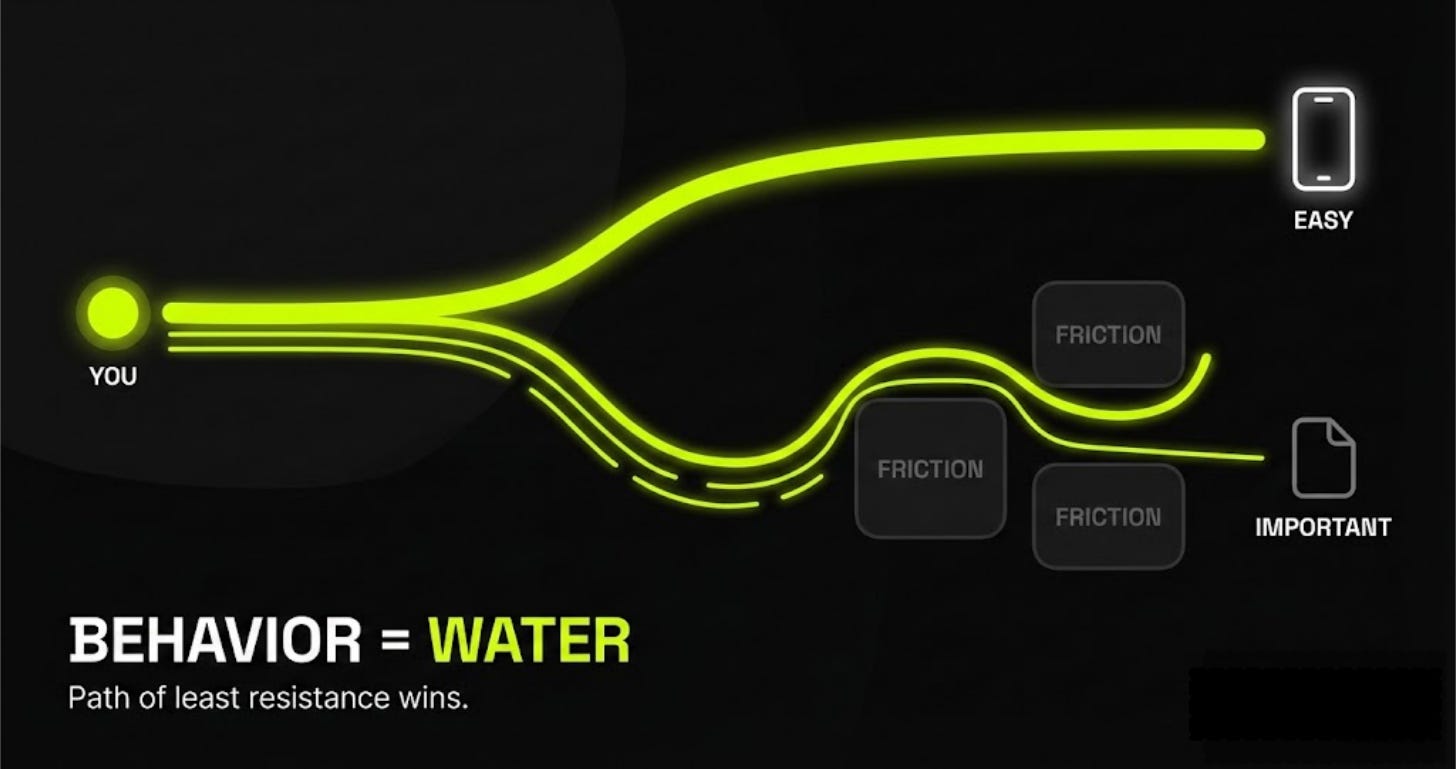 EASY
YOU
FRICTION
FRICTION
FRICTION
IMPORTANT
BEHAVIOR = WATER
Path of least resistance wins.